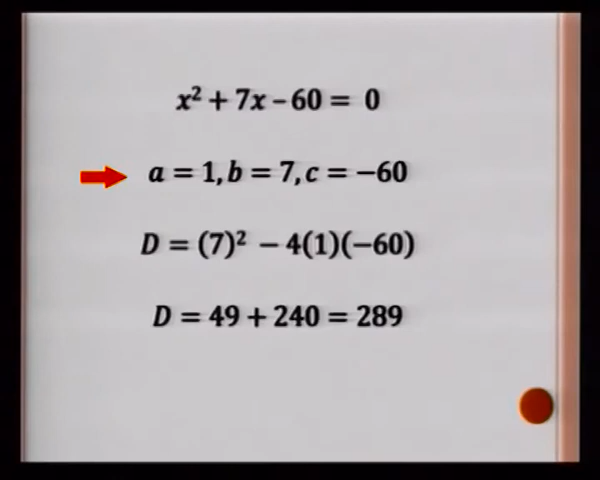 x² + 7x – 60 = 0
a = 1, b = 7, c = −60
D = (7)² − 4(1)(−60)
D = 49 + 240 = 289